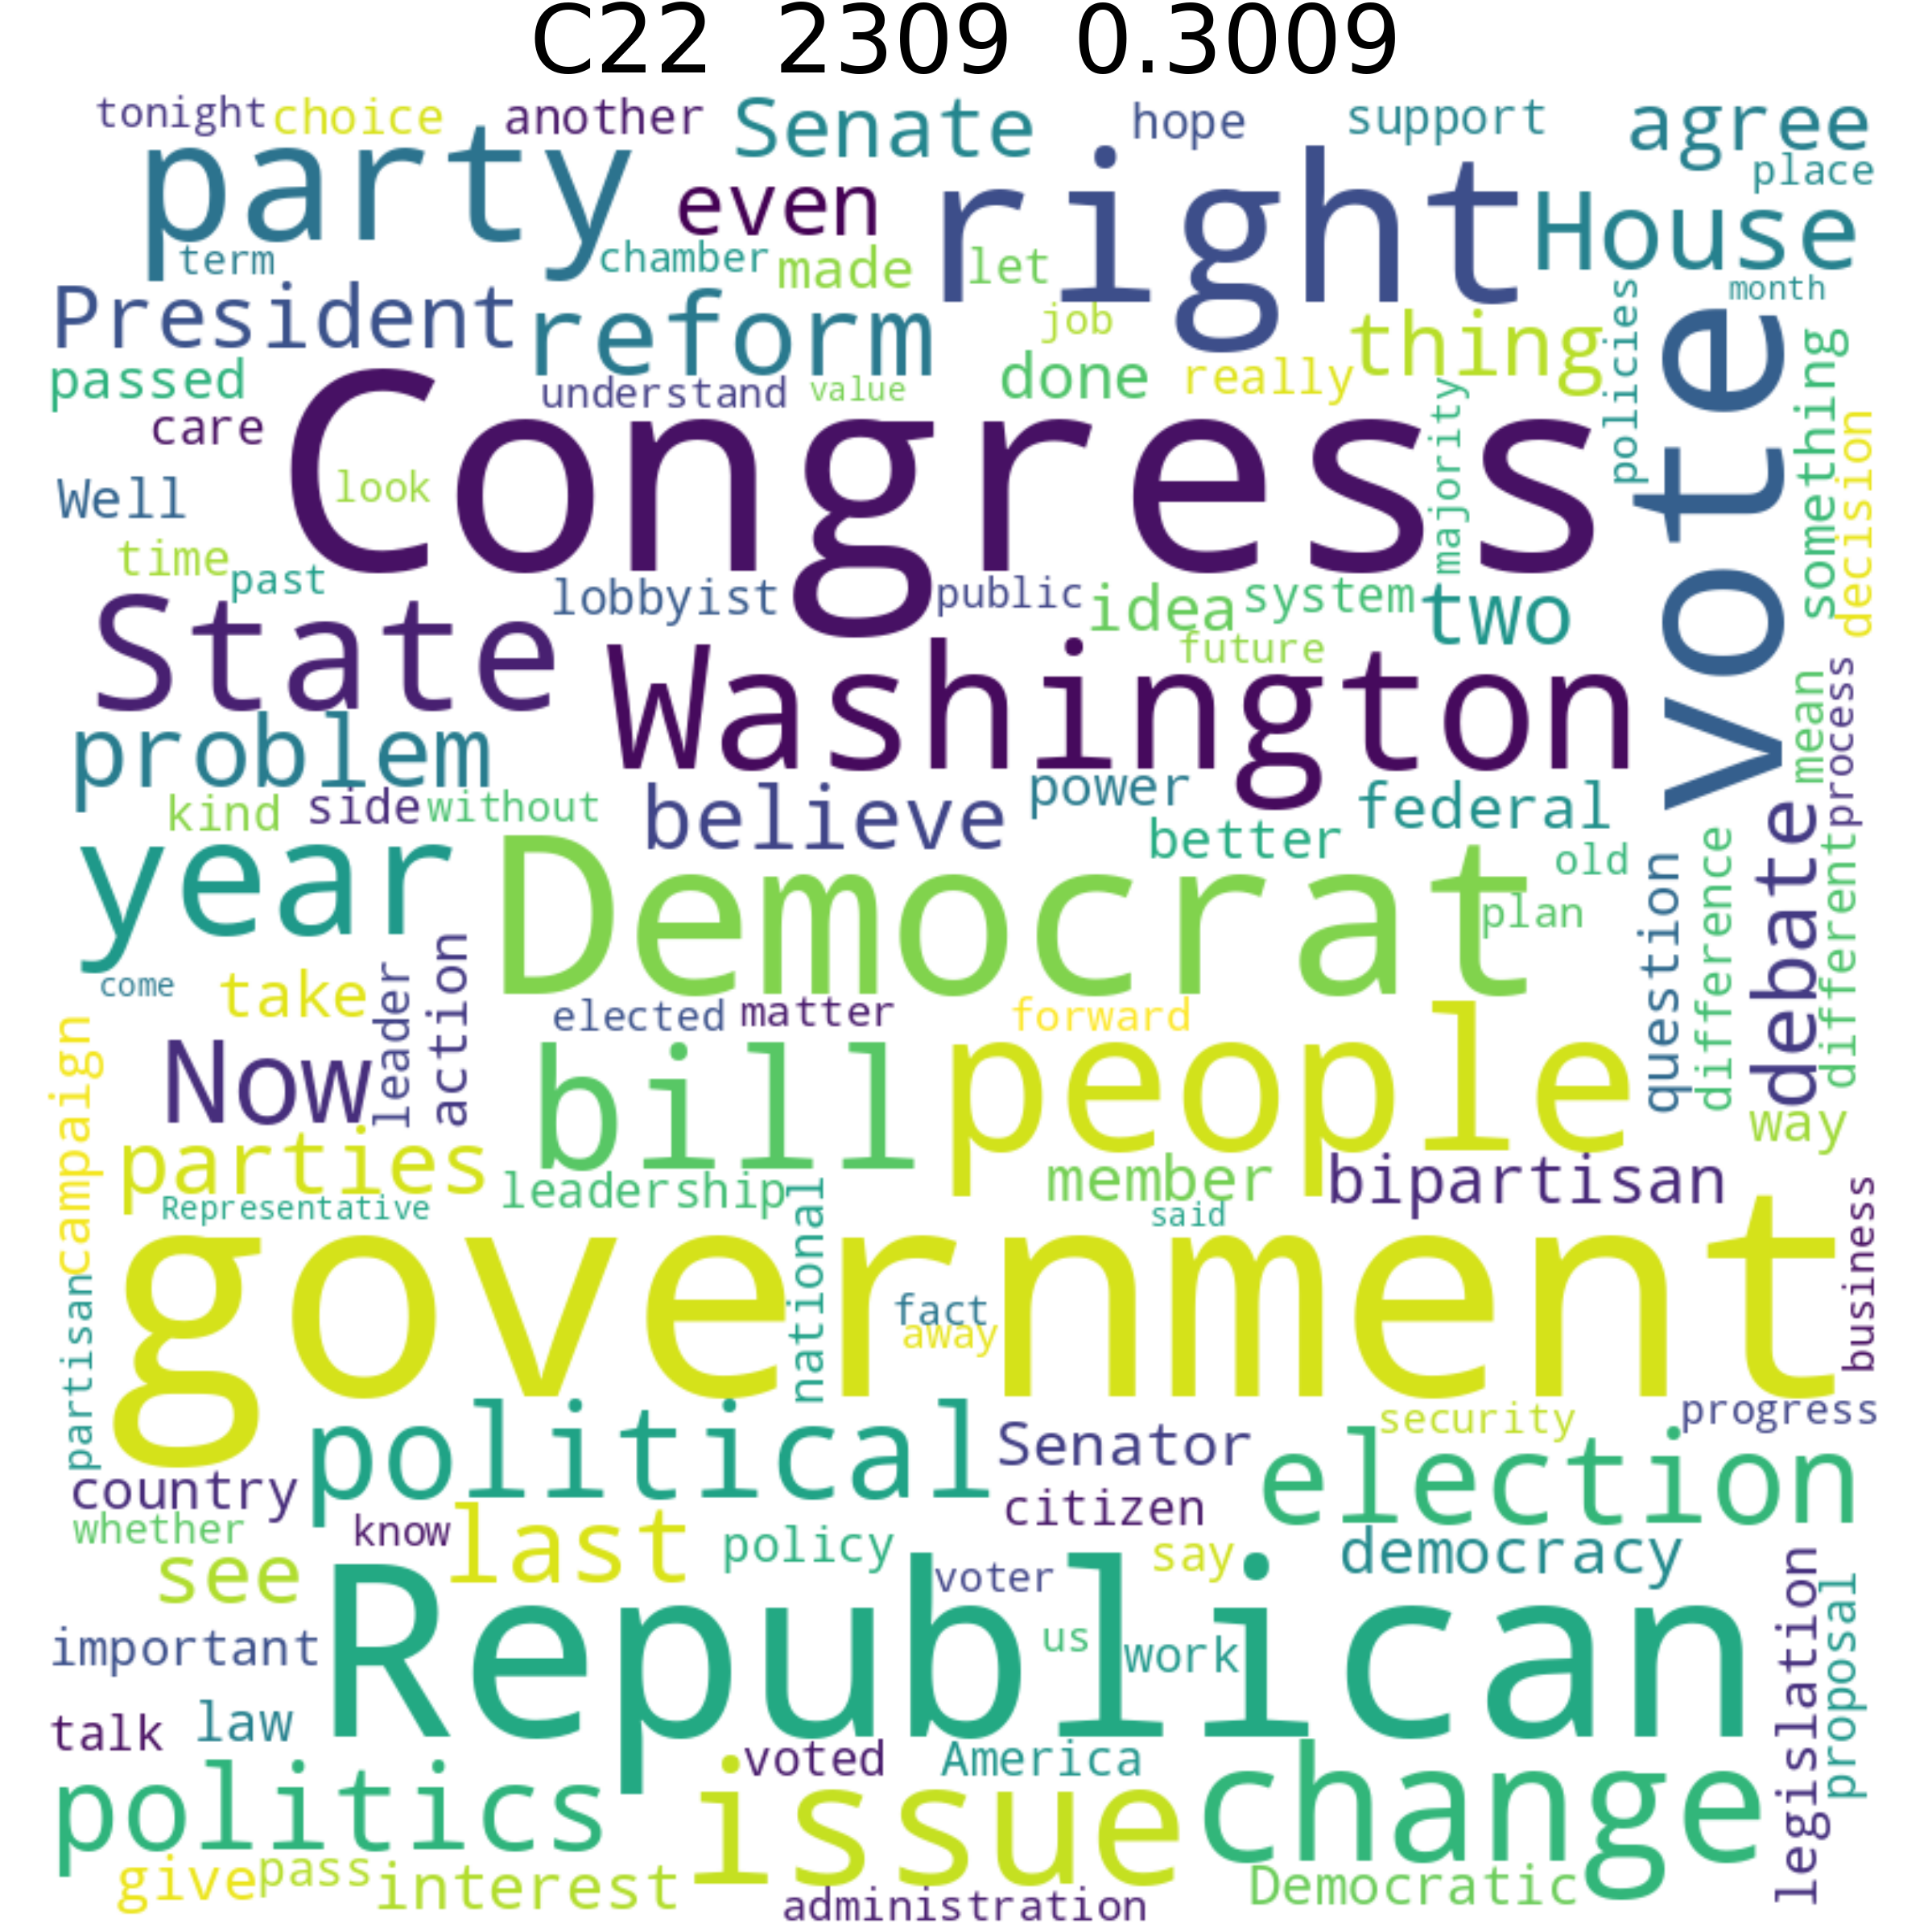 C22 2309 0.3009
tonight choice another Senate hope support agree
party even right place
term chamber made let House
President reform job thing month
passed understand value done really policies vote
care Congress majority something
Well look decision
time past lobbyist public idea system two
State Washington future
problem power mean process
kind side without believe better federal
year Democrat old debate
plan question difference different
come take leader action elected matter forward
Now bill people
campaign parties leadership member bipartisan way
Representative national said business
partisan government fact
away
political Senator security progress
country citizen election
whether know last policy say democracy
see Republican voter
important us work legislation proposal
talk law voted America
politics issue change
give pass interest Democratic
administration